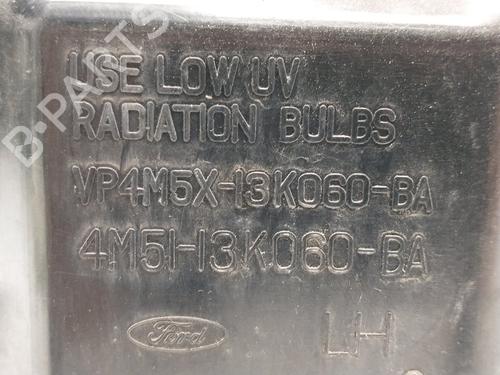 USE LOW UV
RADIATION BULBS
VP4M5X-13K060-BA
4M51-13K060-BA
Ford
LH
B-PARTS